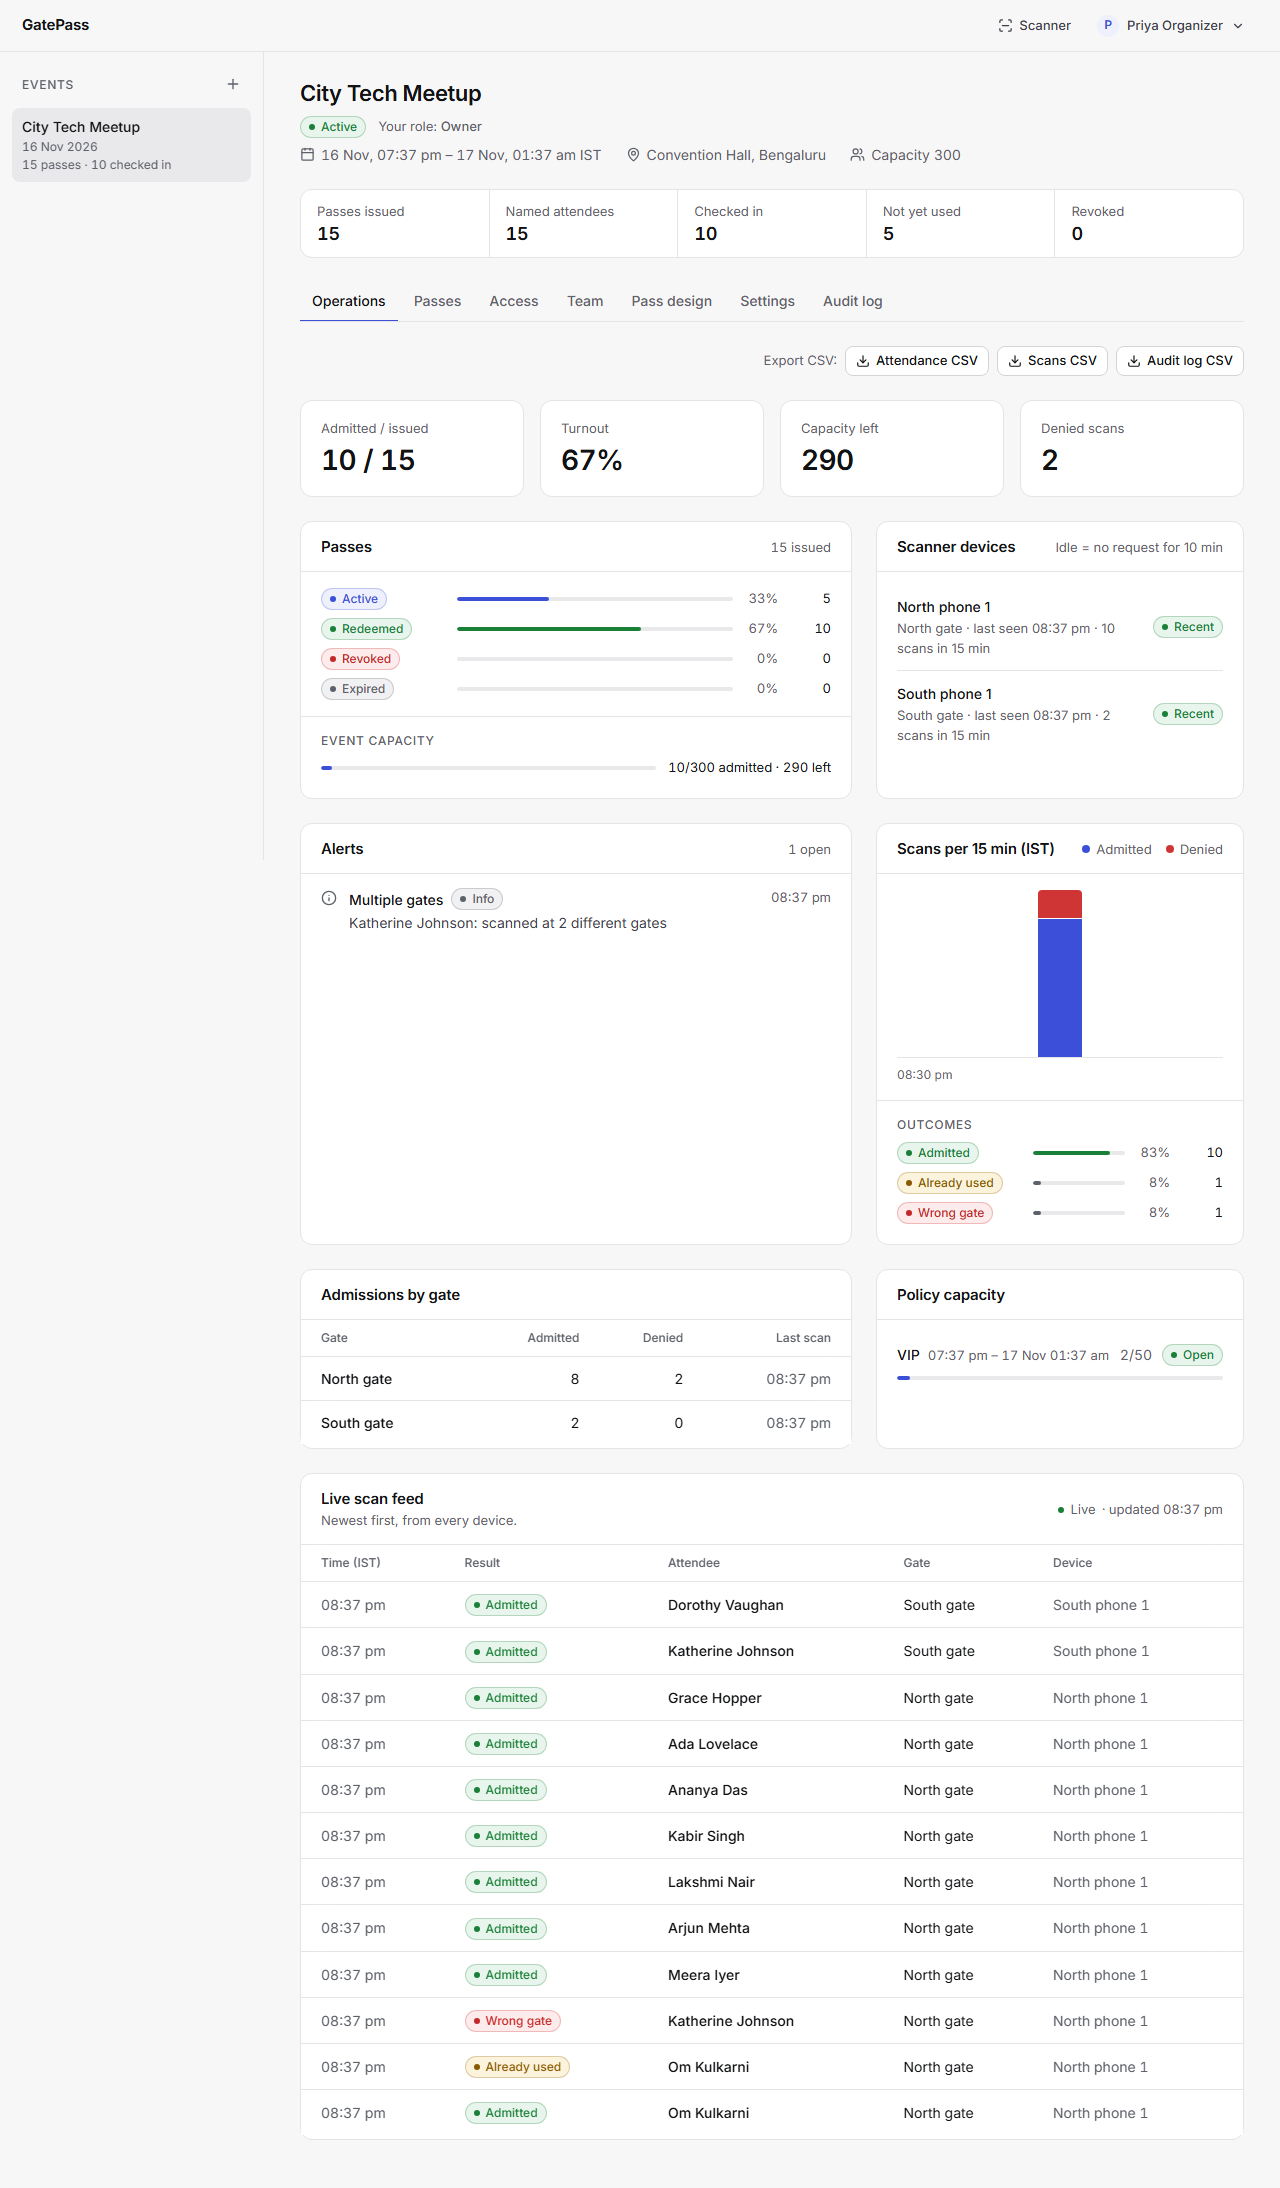 GatePass
Scanner
P
Priya Organizer
EVENTS
City Tech Meetup
16 Nov 2026
15 passes · 10 checked in
City Tech Meetup
Active
Your role: Owner
16 Nov, 07:37 pm – 17 Nov, 01:37 am IST
Convention Hall, Bengaluru
Capacity 300
Passes issued
15
Named attendees
15
Checked in
10
Not yet used
5
Revoked
0
Operations
Passes
Access
Team
Pass design
Settings
Audit log
Export CSV:
Attendance CSV
Scans CSV
Audit log CSV
Admitted / issued
10 / 15
Turnout
67%
Capacity left
290
Denied scans
2
Passes
15 issued
Active 33% 5
Redeemed 67% 10
Revoked 0% 0
Expired 0% 0
EVENT CAPACITY
10/300 admitted · 290 left
Scanner devices
Idle = no request for 10 min
North phone 1
North gate · last seen 08:37 pm · 10
scans in 15 min
Recent
South phone 1
South gate · last seen 08:37 pm · 2
scans in 15 min
Recent
Alerts
1 open
Multiple gates
Info
08:37 pm
Katherine Johnson: scanned at 2 different gates
Scans per 15 min (IST)
Admitted
Denied
08:30 pm
OUTCOMES
Admitted 83% 10
Already used 8% 1
Wrong gate 8% 1
Admissions by gate
Gate Admitted Denied Last scan
North gate 8 2 08:37 pm
South gate 2 0 08:37 pm
Policy capacity
VIP 07:37 pm – 17 Nov 01:37 am 2/50 Open
Live scan feed
Newest first, from every device.
Live · updated 08:37 pm
Time (IST) Result Attendee Gate Device
08:37 pm Admitted Dorothy Vaughan South gate South phone 1
08:37 pm Admitted Katherine Johnson South gate South phone 1
08:37 pm Admitted Grace Hopper North gate North phone 1
08:37 pm Admitted Ada Lovelace North gate North phone 1
08:37 pm Admitted Ananya Das North gate North phone 1
08:37 pm Admitted Kabir Singh North gate North phone 1
08:37 pm Admitted Lakshmi Nair North gate North phone 1
08:37 pm Admitted Arjun Mehta North gate North phone 1
08:37 pm Admitted Meera Iyer North gate North phone 1
08:37 pm Wrong gate Katherine Johnson North gate North phone 1
08:37 pm Already used Om Kulkarni North gate North phone 1
08:37 pm Admitted Om Kulkarni North gate North phone 1